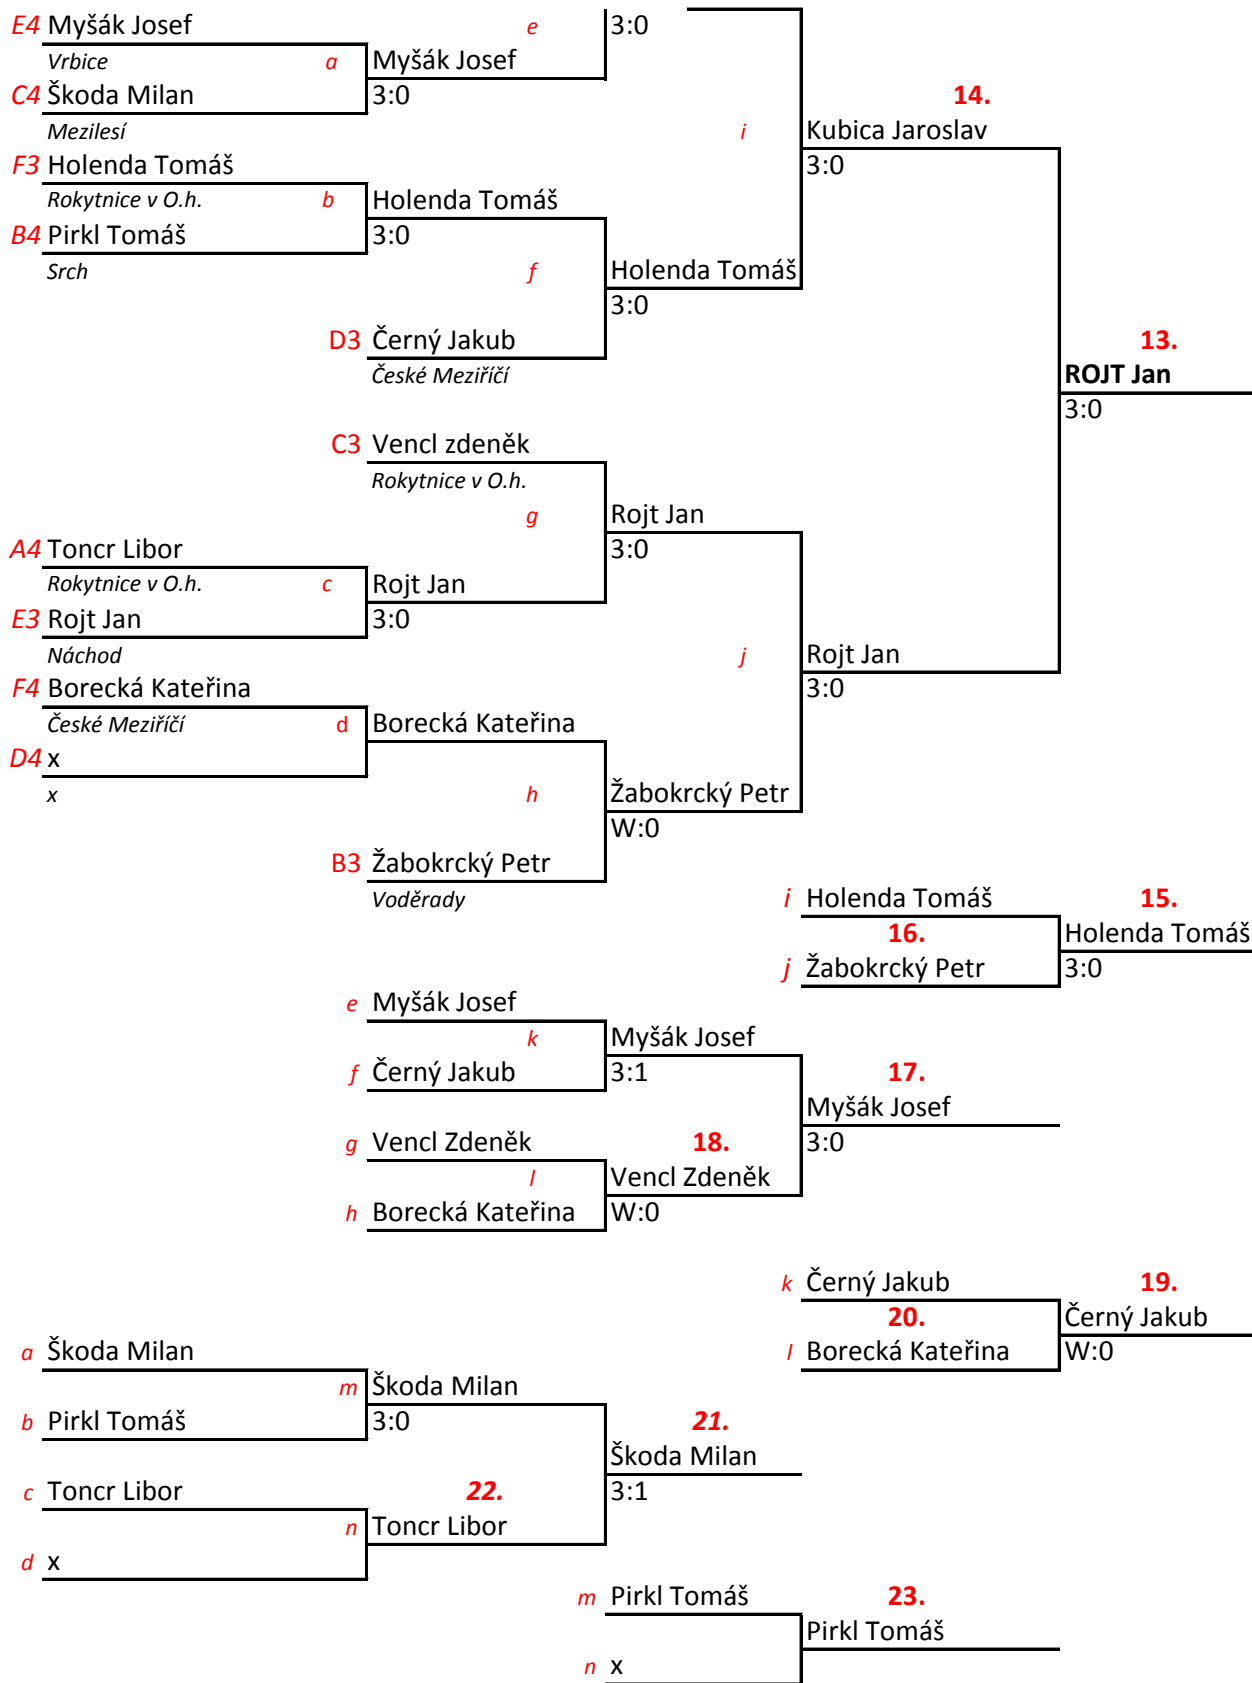 E4 Myšák Josef e 3:0
Vrbice a Myšák Josef
C4 Škoda Milan 3:0 14.
Mezilesí i Kubica Jaroslav
F3 Holenda Tomáš 3:0
Rokytnice v O.h. b Holenda Tomáš
B4 Pirkl Tomáš 3:0
Srch f Holenda Tomáš
3:0
D3 Černý Jakub 13.
České Meziříčí ROJT Jan
3:0
C3 Vencl zdeněk
Rokytnice v O.h.
g Rojt Jan
A4 Toncr Libor 3:0
Rokytnice v O.h. c Rojt Jan
E3 Rojt Jan 3:0
Náchod j Rojt Jan
F4 Borecká Kateřina 3:0
České Meziříčí d Borecká Kateřina
D4 x
x h Žabokrcký Petr
W:0
B3 Žabokrcký Petr
Voděrady i Holenda Tomáš 15.
16. Holenda Tomáš
j Žabokrcký Petr 3:0
e Myšák Josef
k Myšák Josef
f Černý Jakub 3:1 17.
Myšák Josef
g Vencl Zdeněk 18. 3:0
l Vencl Zdeněk
h Borecká Kateřina W:0
k Černý Jakub 19.
20. Černý Jakub
a Škoda Milan l Borecká Kateřina W:0
m Škoda Milan
b Pirkl Tomáš 3:0 21.
Škoda Milan
c Toncr Libor 22. 3:1
n Toncr Libor
d x
m Pirkl Tomáš 23.
Pirkl Tomáš
n x